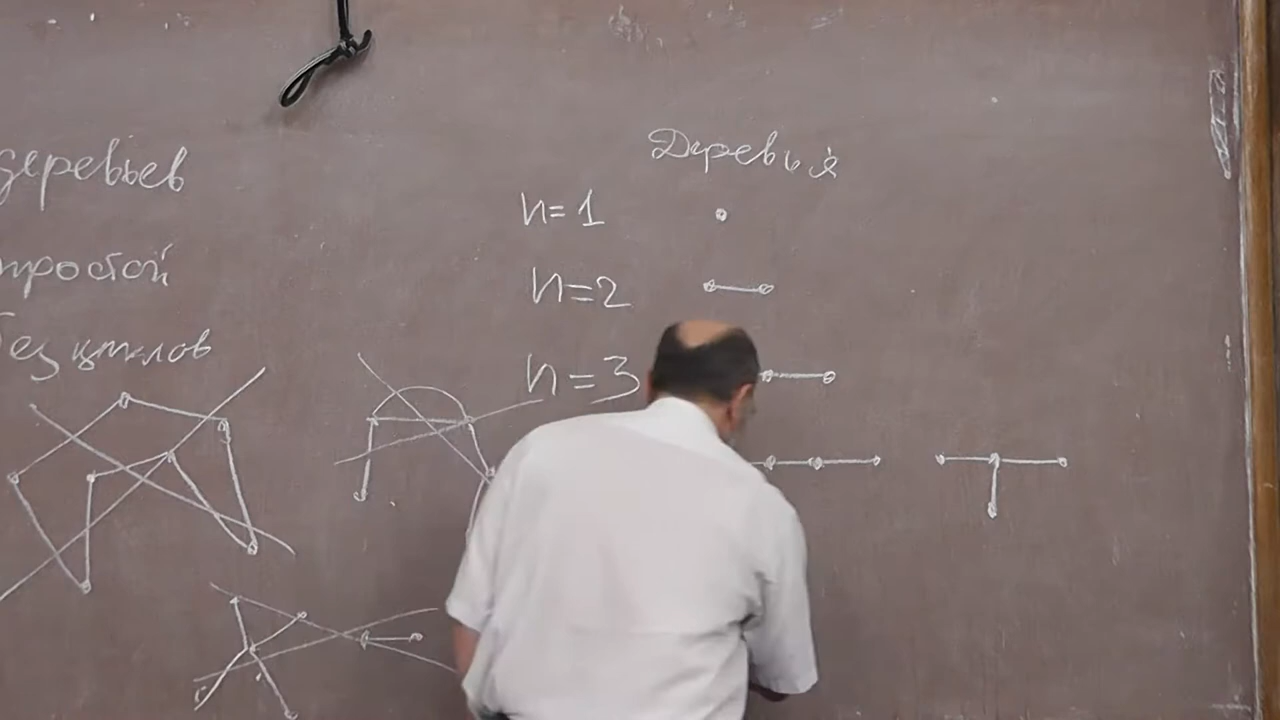 деревьев
простой
без циклов
Деревья
n=1
n=2
n=3